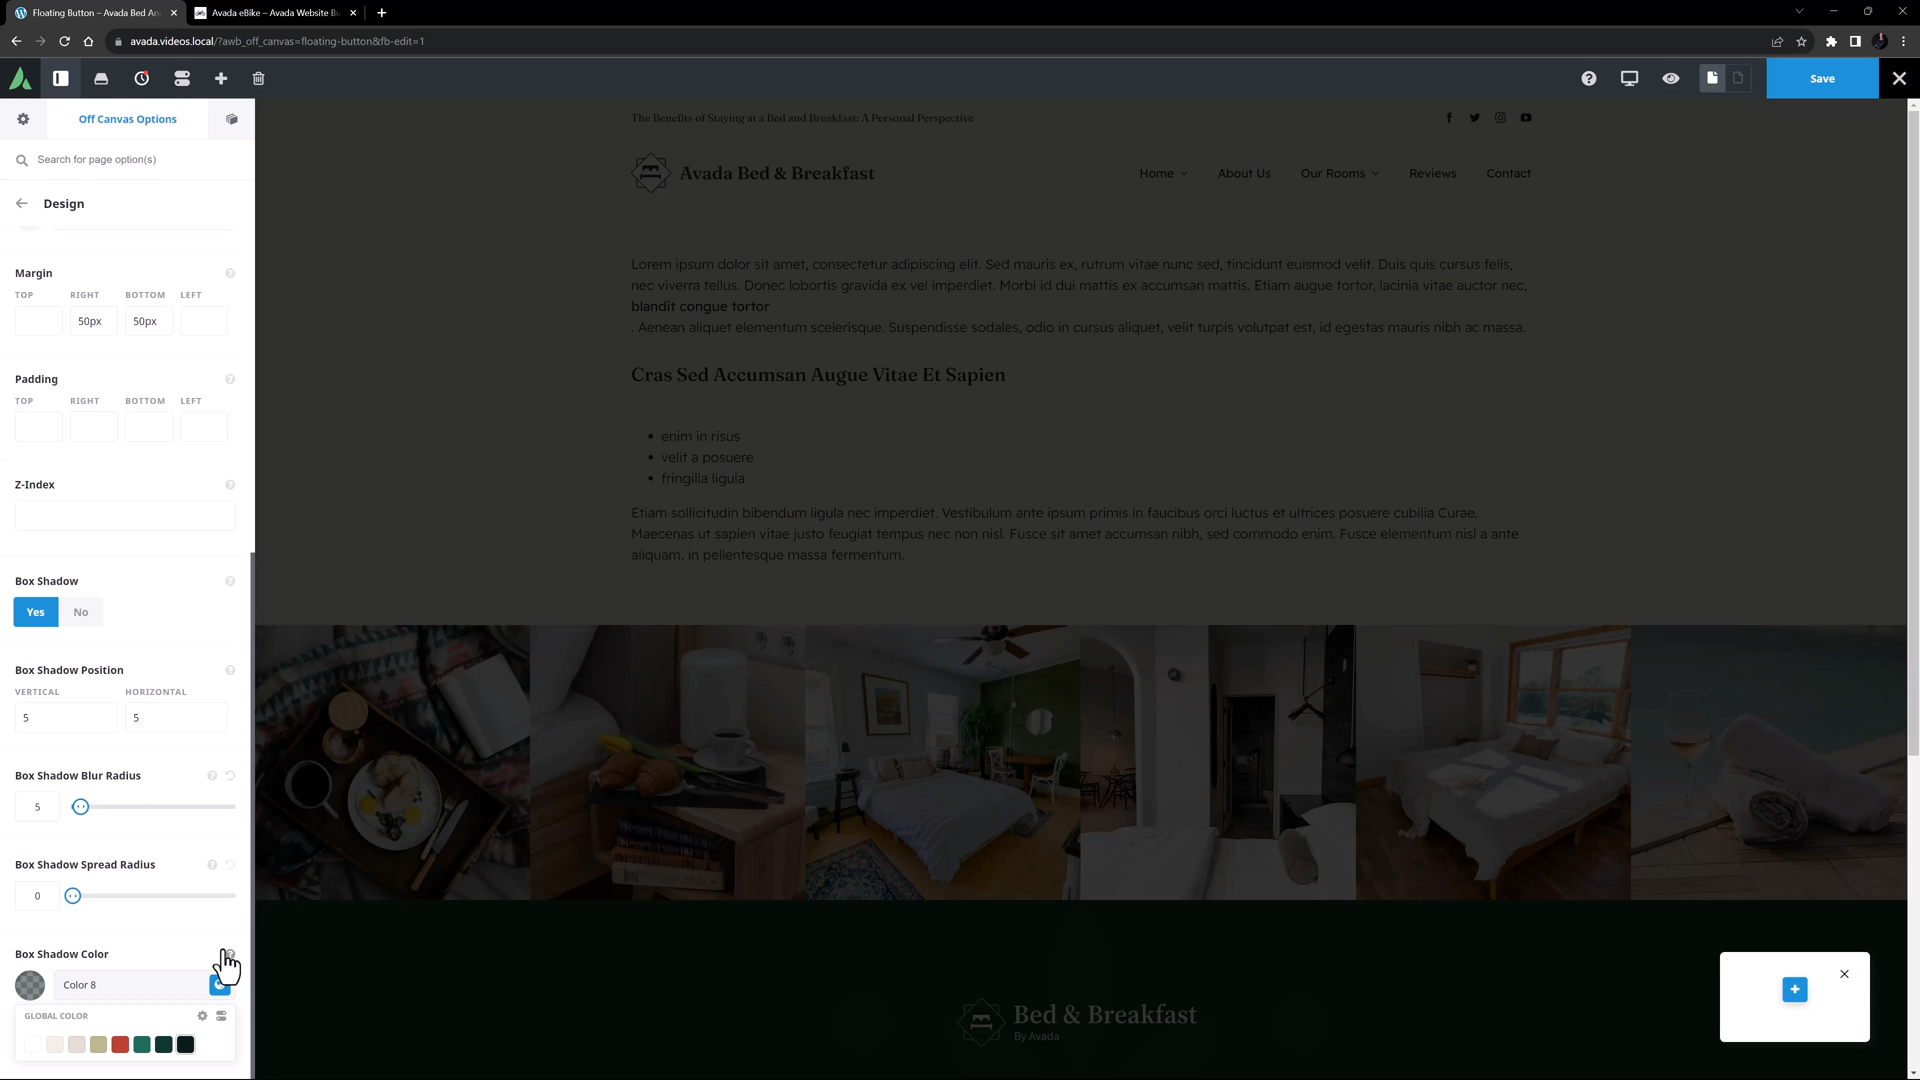 Floating Button – Avada Bed An
Avada eBike – Avada Website Bu
avada.videos.local/?awb_off_canvas=floating-button&fb-edit=1
Save
Off Canvas Options
Search for page option(s)
Design
Margin
TOP RIGHT BOTTOM LEFT
50px 50px
Padding
TOP RIGHT BOTTOM LEFT
Z-Index
Box Shadow
Yes No
Box Shadow Position
VERTICAL HORIZONTAL
5 5
Box Shadow Blur Radius
5
Box Shadow Spread Radius
0
Box Shadow Color
Color 8
GLOBAL COLOR
The Benefits of Staying at a Bed and Breakfast: A Personal Perspective
Avada Bed & Breakfast
Home About Us Our Rooms Reviews Contact
Lorem ipsum dolor sit amet, consectetur adipiscing elit. Sed mauris ex, rutrum vitae nunc sed, tincidunt euismod velit. Duis quis cursus felis,
nec viverra tellus. Donec lobortis gravida ex vel imperdiet. Morbi id dui mattis ex accumsan mattis. Etiam augue tortor, lacinia vitae auctor nec,
blandit congue tortor
. Aenean aliquet elementum scelerisque. Suspendisse sodales, odio in cursus aliquet, velit turpis volutpat est, id egestas mauris nibh ac massa.
Cras Sed Accumsan Augue Vitae Et Sapien
• enim in risus
• velit a posuere
• fringilla ligula
Etiam sollicitudin bibendum ligula nec imperdiet. Vestibulum ante ipsum primis in faucibus orci luctus et ultrices posuere cubilia Curae.
Maecenas ut sapien vitae justo feugiat tempus nec non nisl. Fusce sit amet accumsan nibh, sed commodo enim. Fusce elementum nisl a ante
aliquam, in pellentesque massa fermentum.
Bed & Breakfast
By Avada